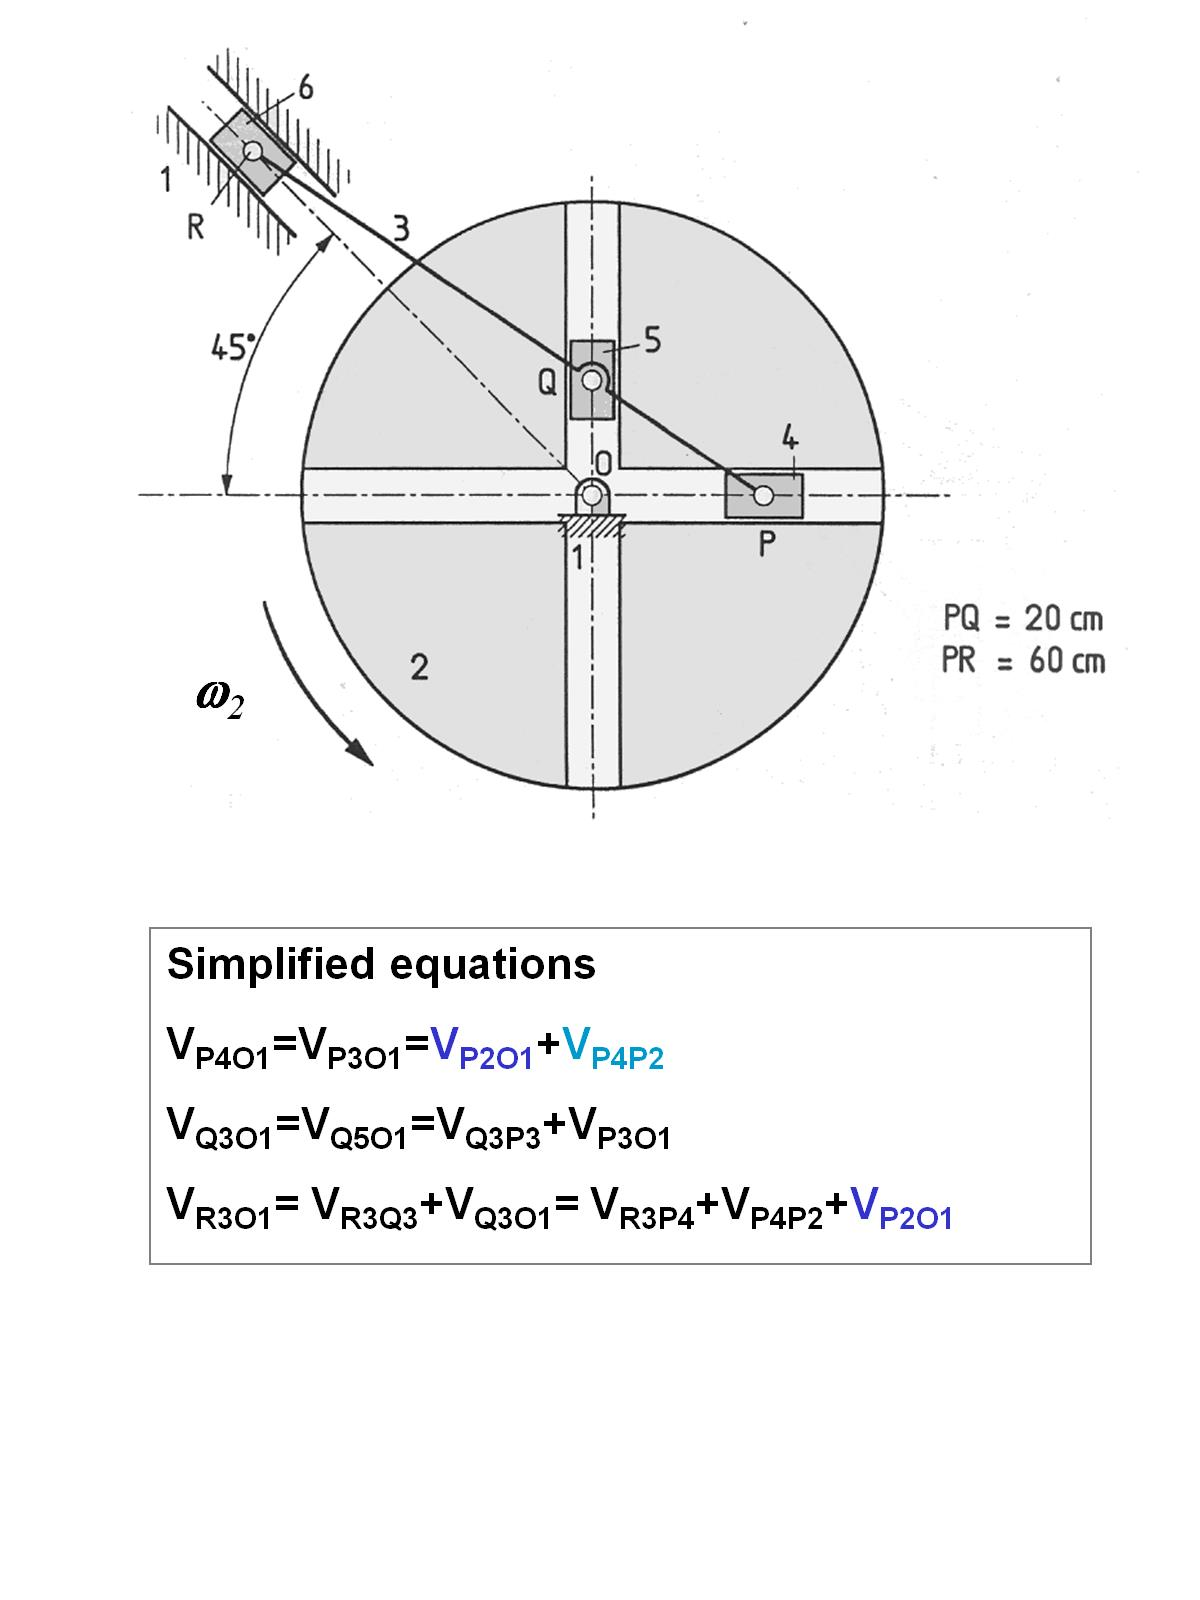 6
1
R
3
45°
5
Q
4
O
1
P
PQ = 20 cm
PR = 60 cm
2
ω2
Simplified equations
VP4O1=VP3O1=VP2O1+VP4P2
VQ3O1=VQ5O1=VQ3P3+VP3O1
VR3O1= VR3Q3+VQ3O1= VR3P4+VP4P2+VP2O1